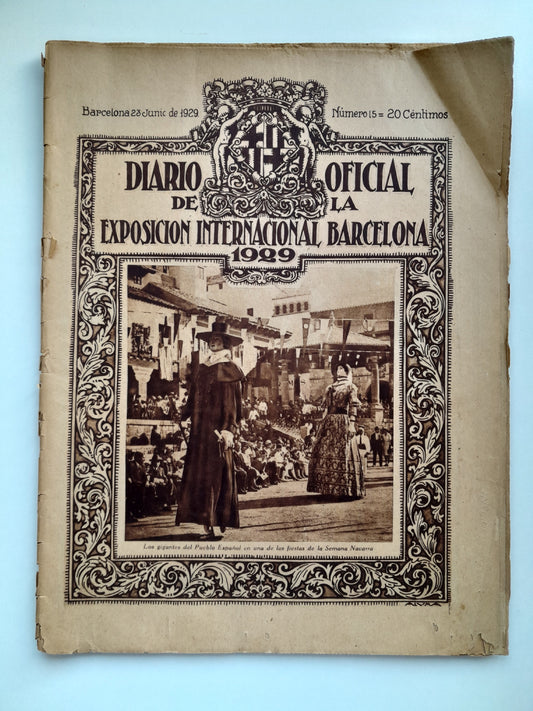 Barcelona 23 Junio de 1929
Número 15 = 20 Céntimos
DIARIO OFICIAL
DE LA
EXPOSICION INTERNACIONAL BARCELONA
1929
Los gigantes del Pueblo Español en una de las fiestas de la Semana Navarra